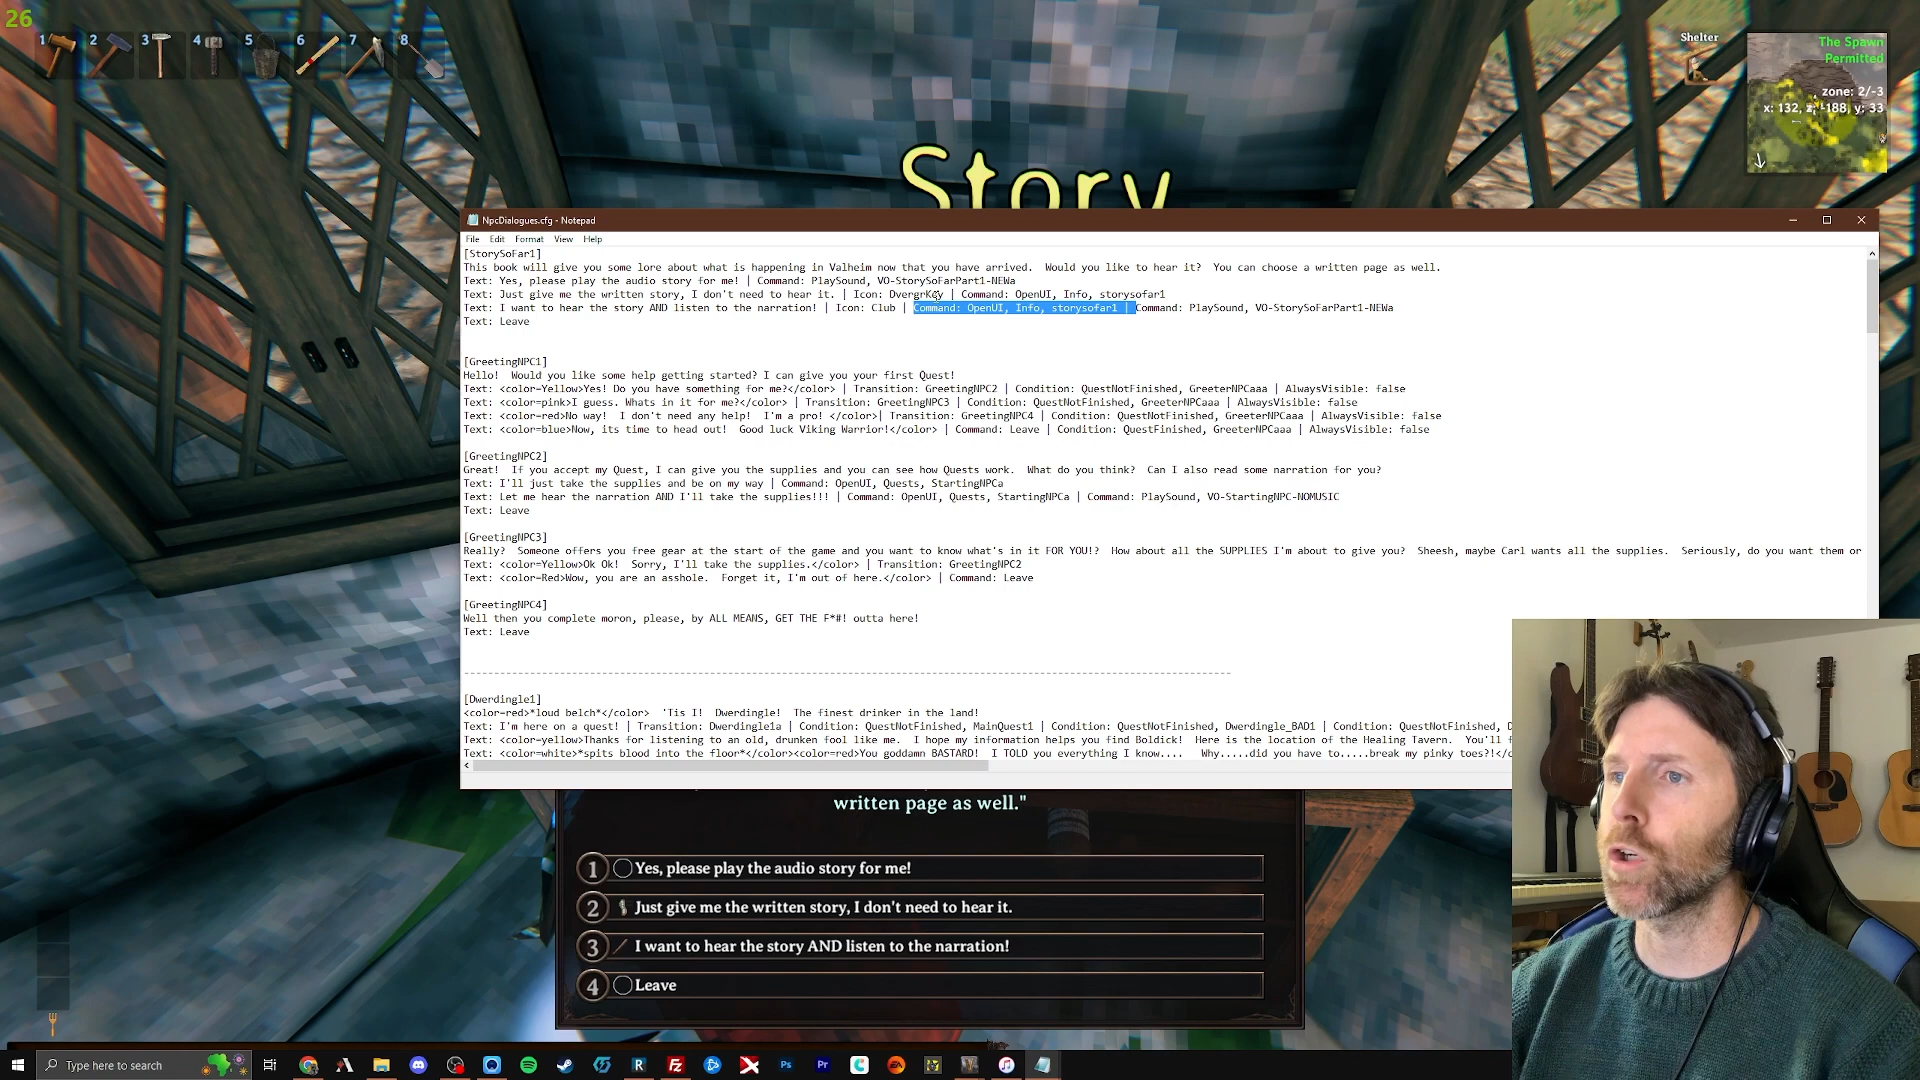 26
1 2 3 4 5 6 7 8
Shelter
The Spawn
Permitted
zone: 2/-3
x: 132, z: -188, y: 33
Story
NpcDialogues.cfg - Notepad
File Edit Format View Help
[StorySoFar1]
This book will give you some lore about what is happening in Valheim now that you have arrived.  Would you like to hear it?  You can choose a written page as well.
Text: Yes, please play the audio story for me! | Command: PlaySound, VO-StorySoFarPart1-NEWa
Text: Just give me the written story, I don't need to hear it. | Icon: DvergrKey | Command: OpenUI, Info, storysofar1
Text: I want to hear the story AND listen to the narration! | Icon: Club | Command: OpenUI, Info, storysofar1 | Command: PlaySound, VO-StorySoFarPart1-NEWa
Text: Leave
[GreetingNPC1]
Hello!  Would you like some help getting started? I can give you your first Quest!
Text: <color=Yellow>Yes! Do you have something for me?</color> | Transition: GreetingNPC2 | Condition: QuestNotFinished, GreeterNPCaaa | AlwaysVisible: false
Text: <color=pink>I guess. Whats in it for me?</color> | Transition: GreetingNPC3 | Condition: QuestNotFinished, GreeterNPCaaa | AlwaysVisible: false
Text: <color=red>No way!  I don't need any help!  I'm a pro! </color>| Transition: GreetingNPC4 | Condition: QuestNotFinished, GreeterNPCaaa | AlwaysVisible: false
Text: <color=blue>Now, its time to head out!  Good luck Viking Warrior!</color> | Command: Leave | Condition: QuestFinished, GreeterNPCaaa | AlwaysVisible: false
[GreetingNPC2]
Great!  If you accept my Quest, I can give you the supplies and you can see how Quests work.  What do you think?  Can I also read some narration for you?
Text: I'll just take the supplies and be on my way | Command: OpenUI, Quests, StartingNPCa
Text: Let me hear the narration AND I'll take the supplies!!! | Command: OpenUI, Quests, StartingNPCa | Command: PlaySound, VO-StartingNPC-NOMUSIC
Text: Leave
[GreetingNPC3]
Really?  Someone offers you free gear at the start of the game and you want to know what's in it FOR YOU!?  How about all the SUPPLIES I'm about to give you?  Sheesh, maybe Carl wants all the supplies.  Seriously, do you want them or
Text: <color=Yellow>Ok Ok!  Sorry, I'll take the supplies.</color> | Transition: GreetingNPC2
Text: <color=Red>Wow, you are an asshole.  Forget it, I'm out of here.</color> | Command: Leave
[GreetingNPC4]
Well then you complete moron, please, by ALL MEANS, GET THE F*#! outta here!
Text: Leave
[Dwerdingle1]
<color=red>*loud belch*</color>  'Tis I!  Dwerdingle!  The finest drinker in the land!
Text: I'm here on a quest! | Transition: Dwerdingle1a | Condition: QuestNotFinished, MainQuest1 | Condition: QuestNotFinished, Dwerdingle_BAD1 | Condition: QuestNotFinished, D
Text: <color=yellow>Thanks for listening to an old, drunken fool like me.  I hope my information helps you find Boldick!  Here is the location of the Healing Tavern.  You'll f
Text: <color=white>*spits blood into the floor*</color><color=red>You goddamn BASTARD!  I TOLD you everything I know....   Why.....did you have to.....break my pinky toes?!</c
written page as well."
1 Yes, please play the audio story for me!
2 Just give me the written story, I don't need to hear it.
3 I want to hear the story AND listen to the narration!
4 Leave
Type here to search
R
Fz
Ps
Pr
C
EA